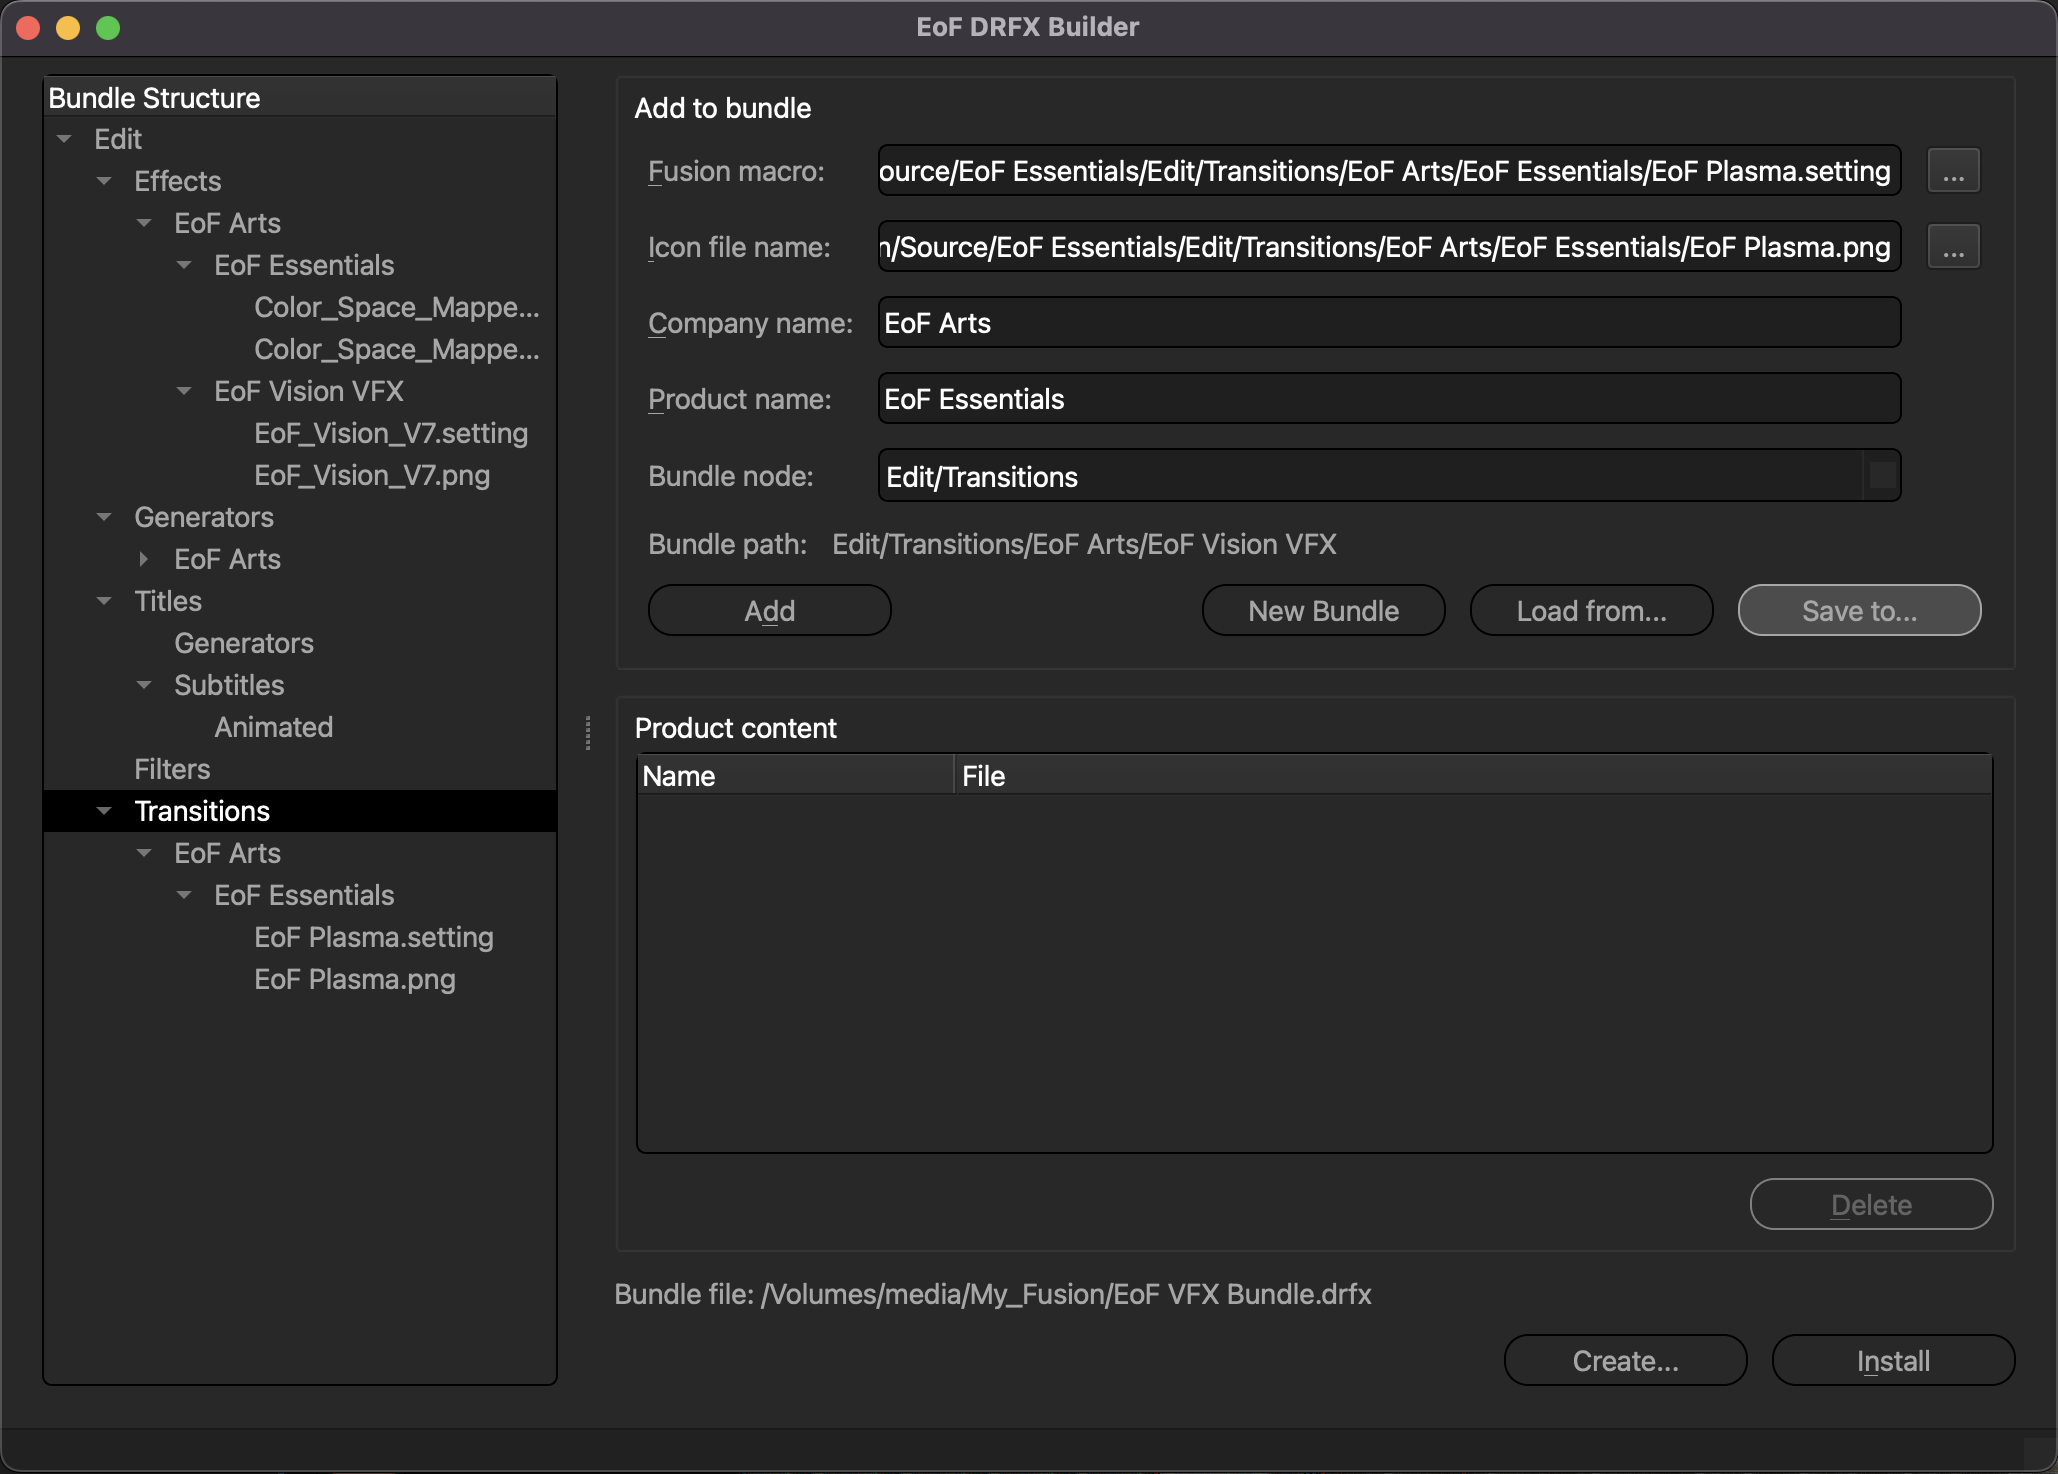 EoF DRFX Builder
Bundle Structure
Edit
Effects
EoF Arts
EoF Essentials
Color_Space_Mappe...
Color_Space_Mappe...
EoF Vision VFX
EoF_Vision_V7.setting
EoF_Vision_V7.png
Generators
EoF Arts
Titles
Generators
Subtitles
Animated
Filters
Transitions
EoF Arts
EoF Essentials
EoF Plasma.setting
EoF Plasma.png
Add to bundle
Fusion macro: ource/EoF Essentials/Edit/Transitions/EoF Arts/EoF Essentials/EoF Plasma.setting ...
Icon file name: n/Source/EoF Essentials/Edit/Transitions/EoF Arts/EoF Essentials/EoF Plasma.png ...
Company name: EoF Arts
Product name: EoF Essentials
Bundle node: Edit/Transitions
Bundle path: Edit/Transitions/EoF Arts/EoF Vision VFX
Add New Bundle Load from... Save to...
Product content
Name File
Delete
Bundle file: /Volumes/media/My_Fusion/EoF VFX Bundle.drfx
Create... Install